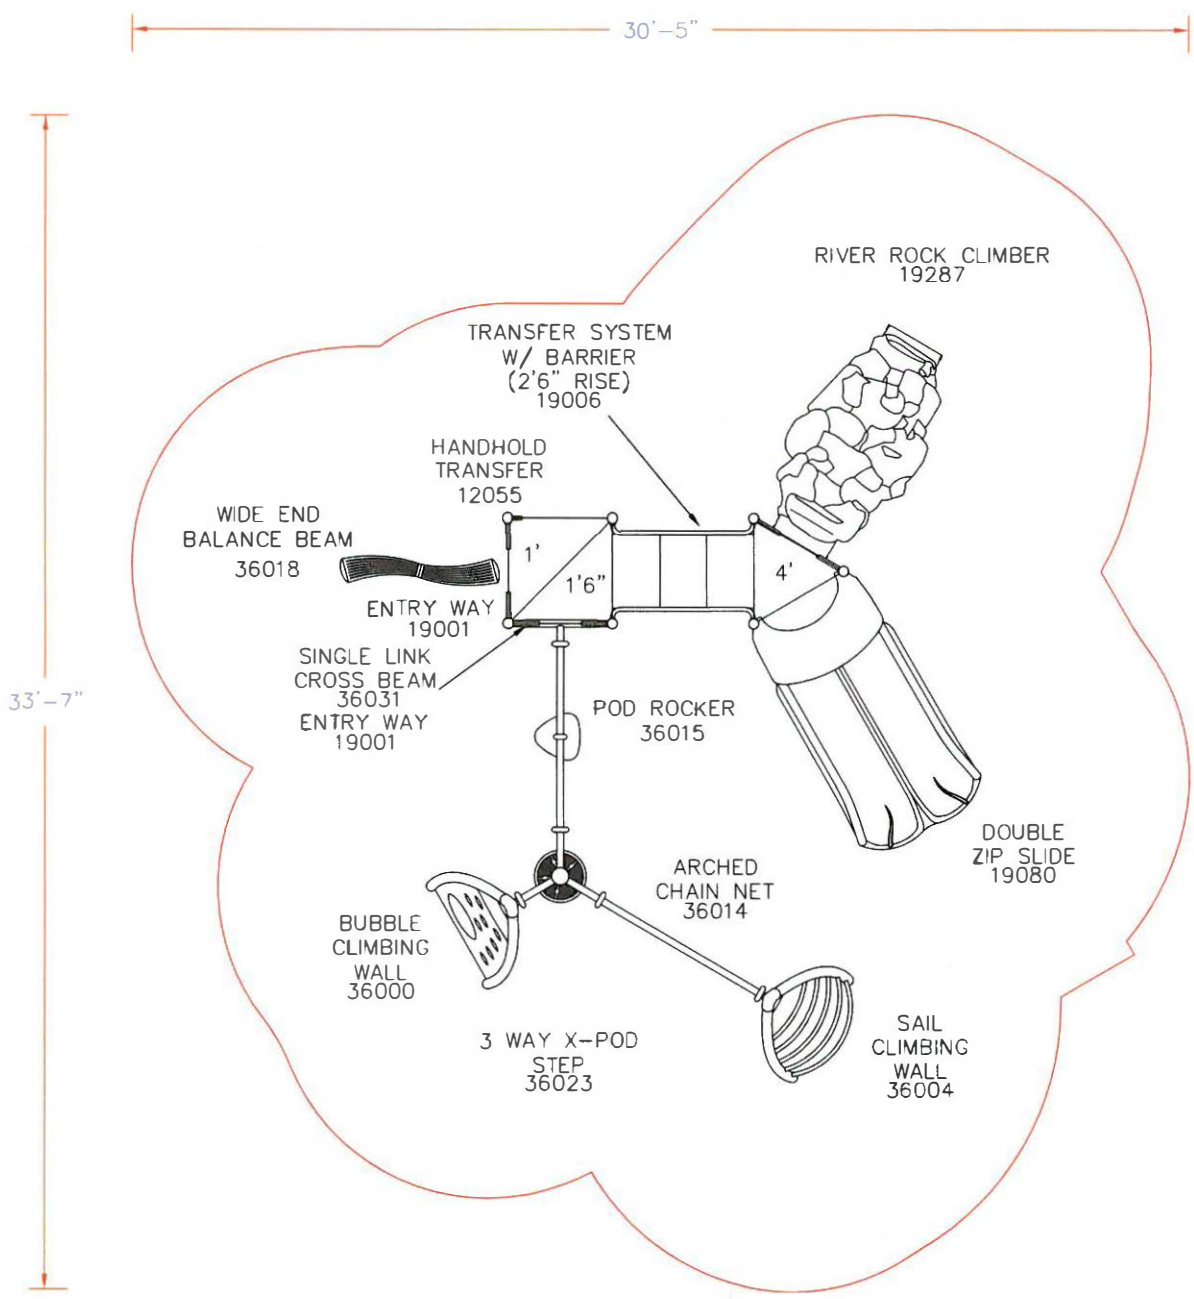 30'-5"
RIVER ROCK CLIMBER
19287
TRANSFER SYSTEM
W/ BARRIER
(2'6" RISE)
19006
HANDHOLD
TRANSFER
12055
WIDE END
BALANCE BEAM
36018
1'
1'6"
4'
ENTRY WAY
19001
SINGLE LINK
CROSS BEAM
36031
ENTRY WAY
19001
33'-7"
POD ROCKER
36015
DOUBLE
ZIP SLIDE
19080
ARCHED
CHAIN NET
36014
BUBBLE
CLIMBING
WALL
36000
3 WAY X-POD
STEP
36023
SAIL
CLIMBING
WALL
36004